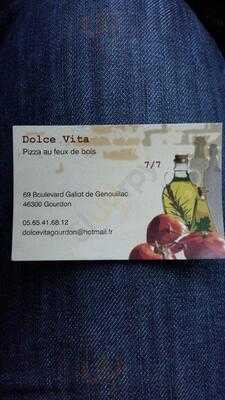 Dolce Vita
Pizza au feux de bois
7/7
69 Boulevard Galiot de Genouillac
46300 Gourdon
05.65.41.68.12
dolcevitagourdon@hotmail.fr